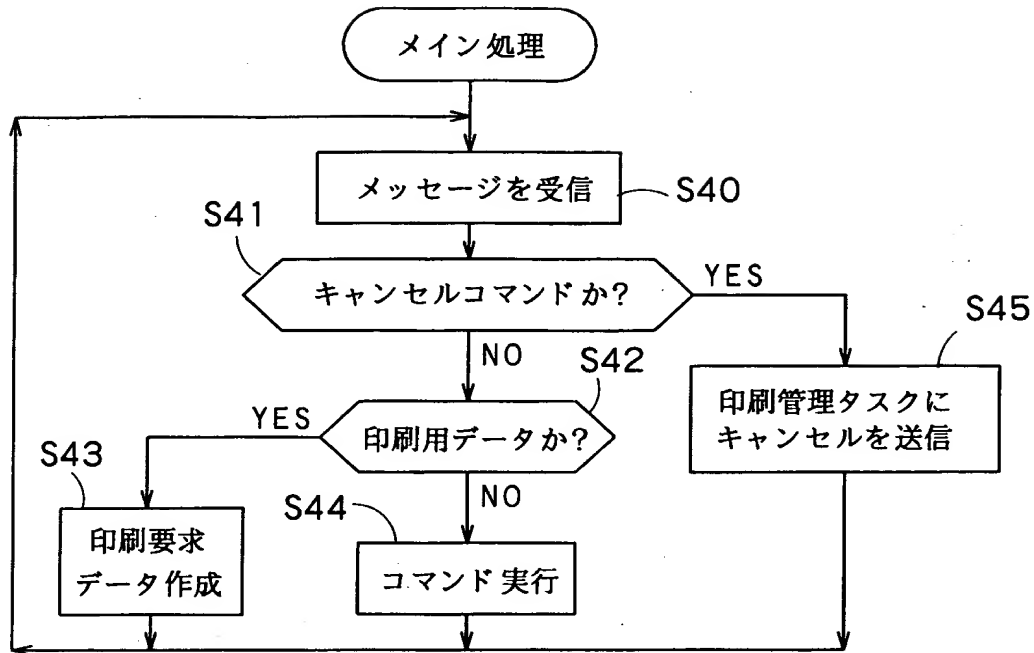 メイン処理
メッセージを受信
S40
S41
キャンセルコマンドか?
YES
S45
NO
S42
印刷管理タスクに
キャンセルを送信
YES
印刷用データか?
S43
NO
S44
印刷要求
データ作成
コマンド実行